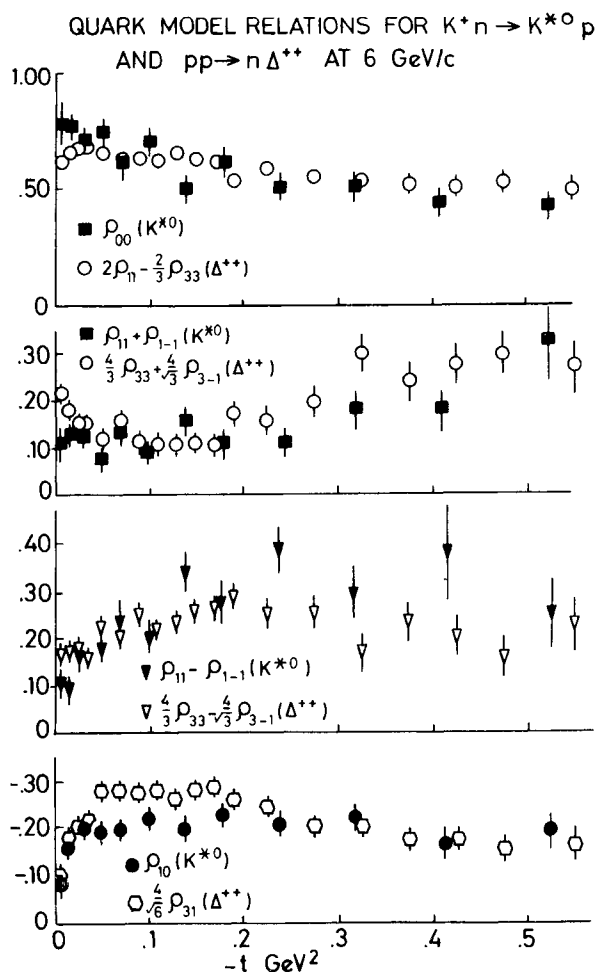 QUARK MODEL RELATIONS FOR K⁺n → K*⁰p
AND pp → nΔ⁺⁺ AT 6 GeV/c
1.00
.50
0
■ ρ₀₀ (K*⁰)
○ 2ρ₁₁ − 2/3 ρ₃₃ (Δ⁺⁺)
.30
.20
.10
0
■ ρ₁₁ + ρ₁₋₁ (K*⁰)
○ 4/3 ρ₃₃ + 4/√3 ρ₃₋₁ (Δ⁺⁺)
.40
.30
.20
.10
0
▼ ρ₁₁ − ρ₁₋₁ (K*⁰)
▽ 4/3 ρ₃₃ − 4/√3 ρ₃₋₁ (Δ⁺⁺)
-.30
-.20
-.10
0
● ρ₁₀ (K*⁰)
○ 4/√6 ρ₃₁ (Δ⁺⁺)
0 .1 .2 .3 .4 .5
-t GeV²